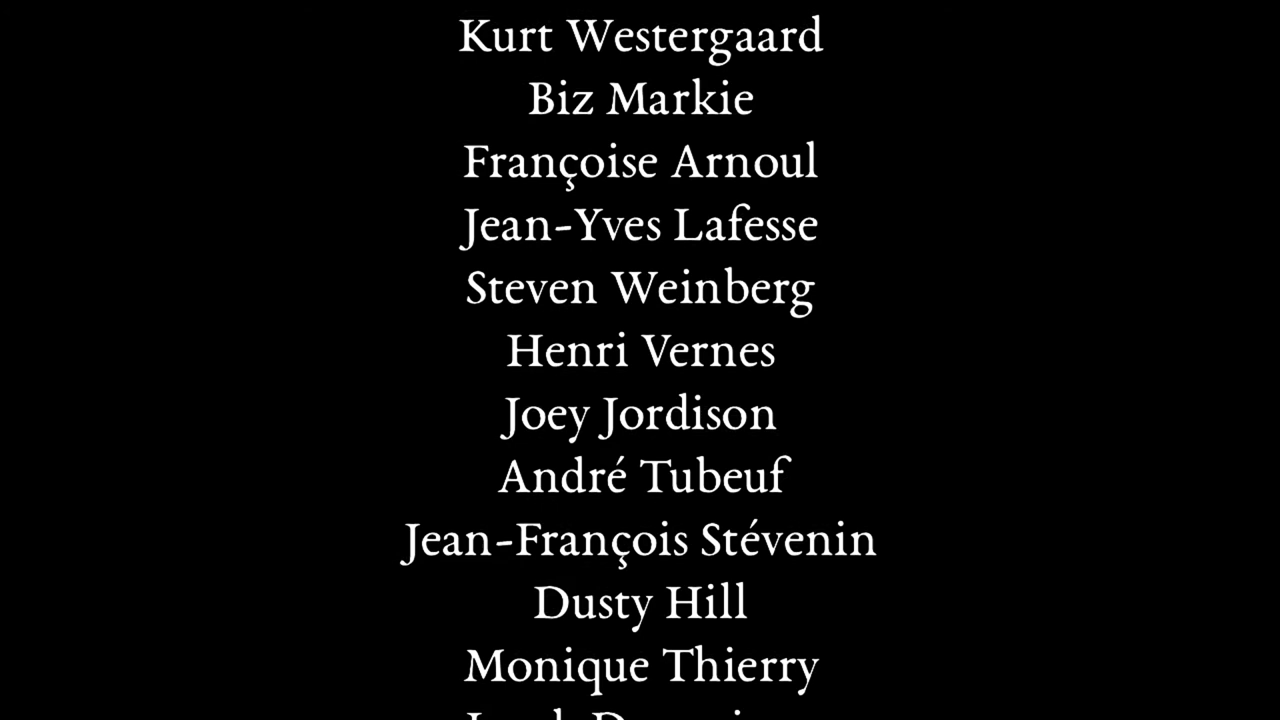 Kurt Westergaard
Biz Markie
Françoise Arnoul
Jean-Yves Lafesse
Steven Weinberg
Henri Vernes
Joey Jordison
André Tubeuf
Jean-François Stévenin
Dusty Hill
Monique Thierry